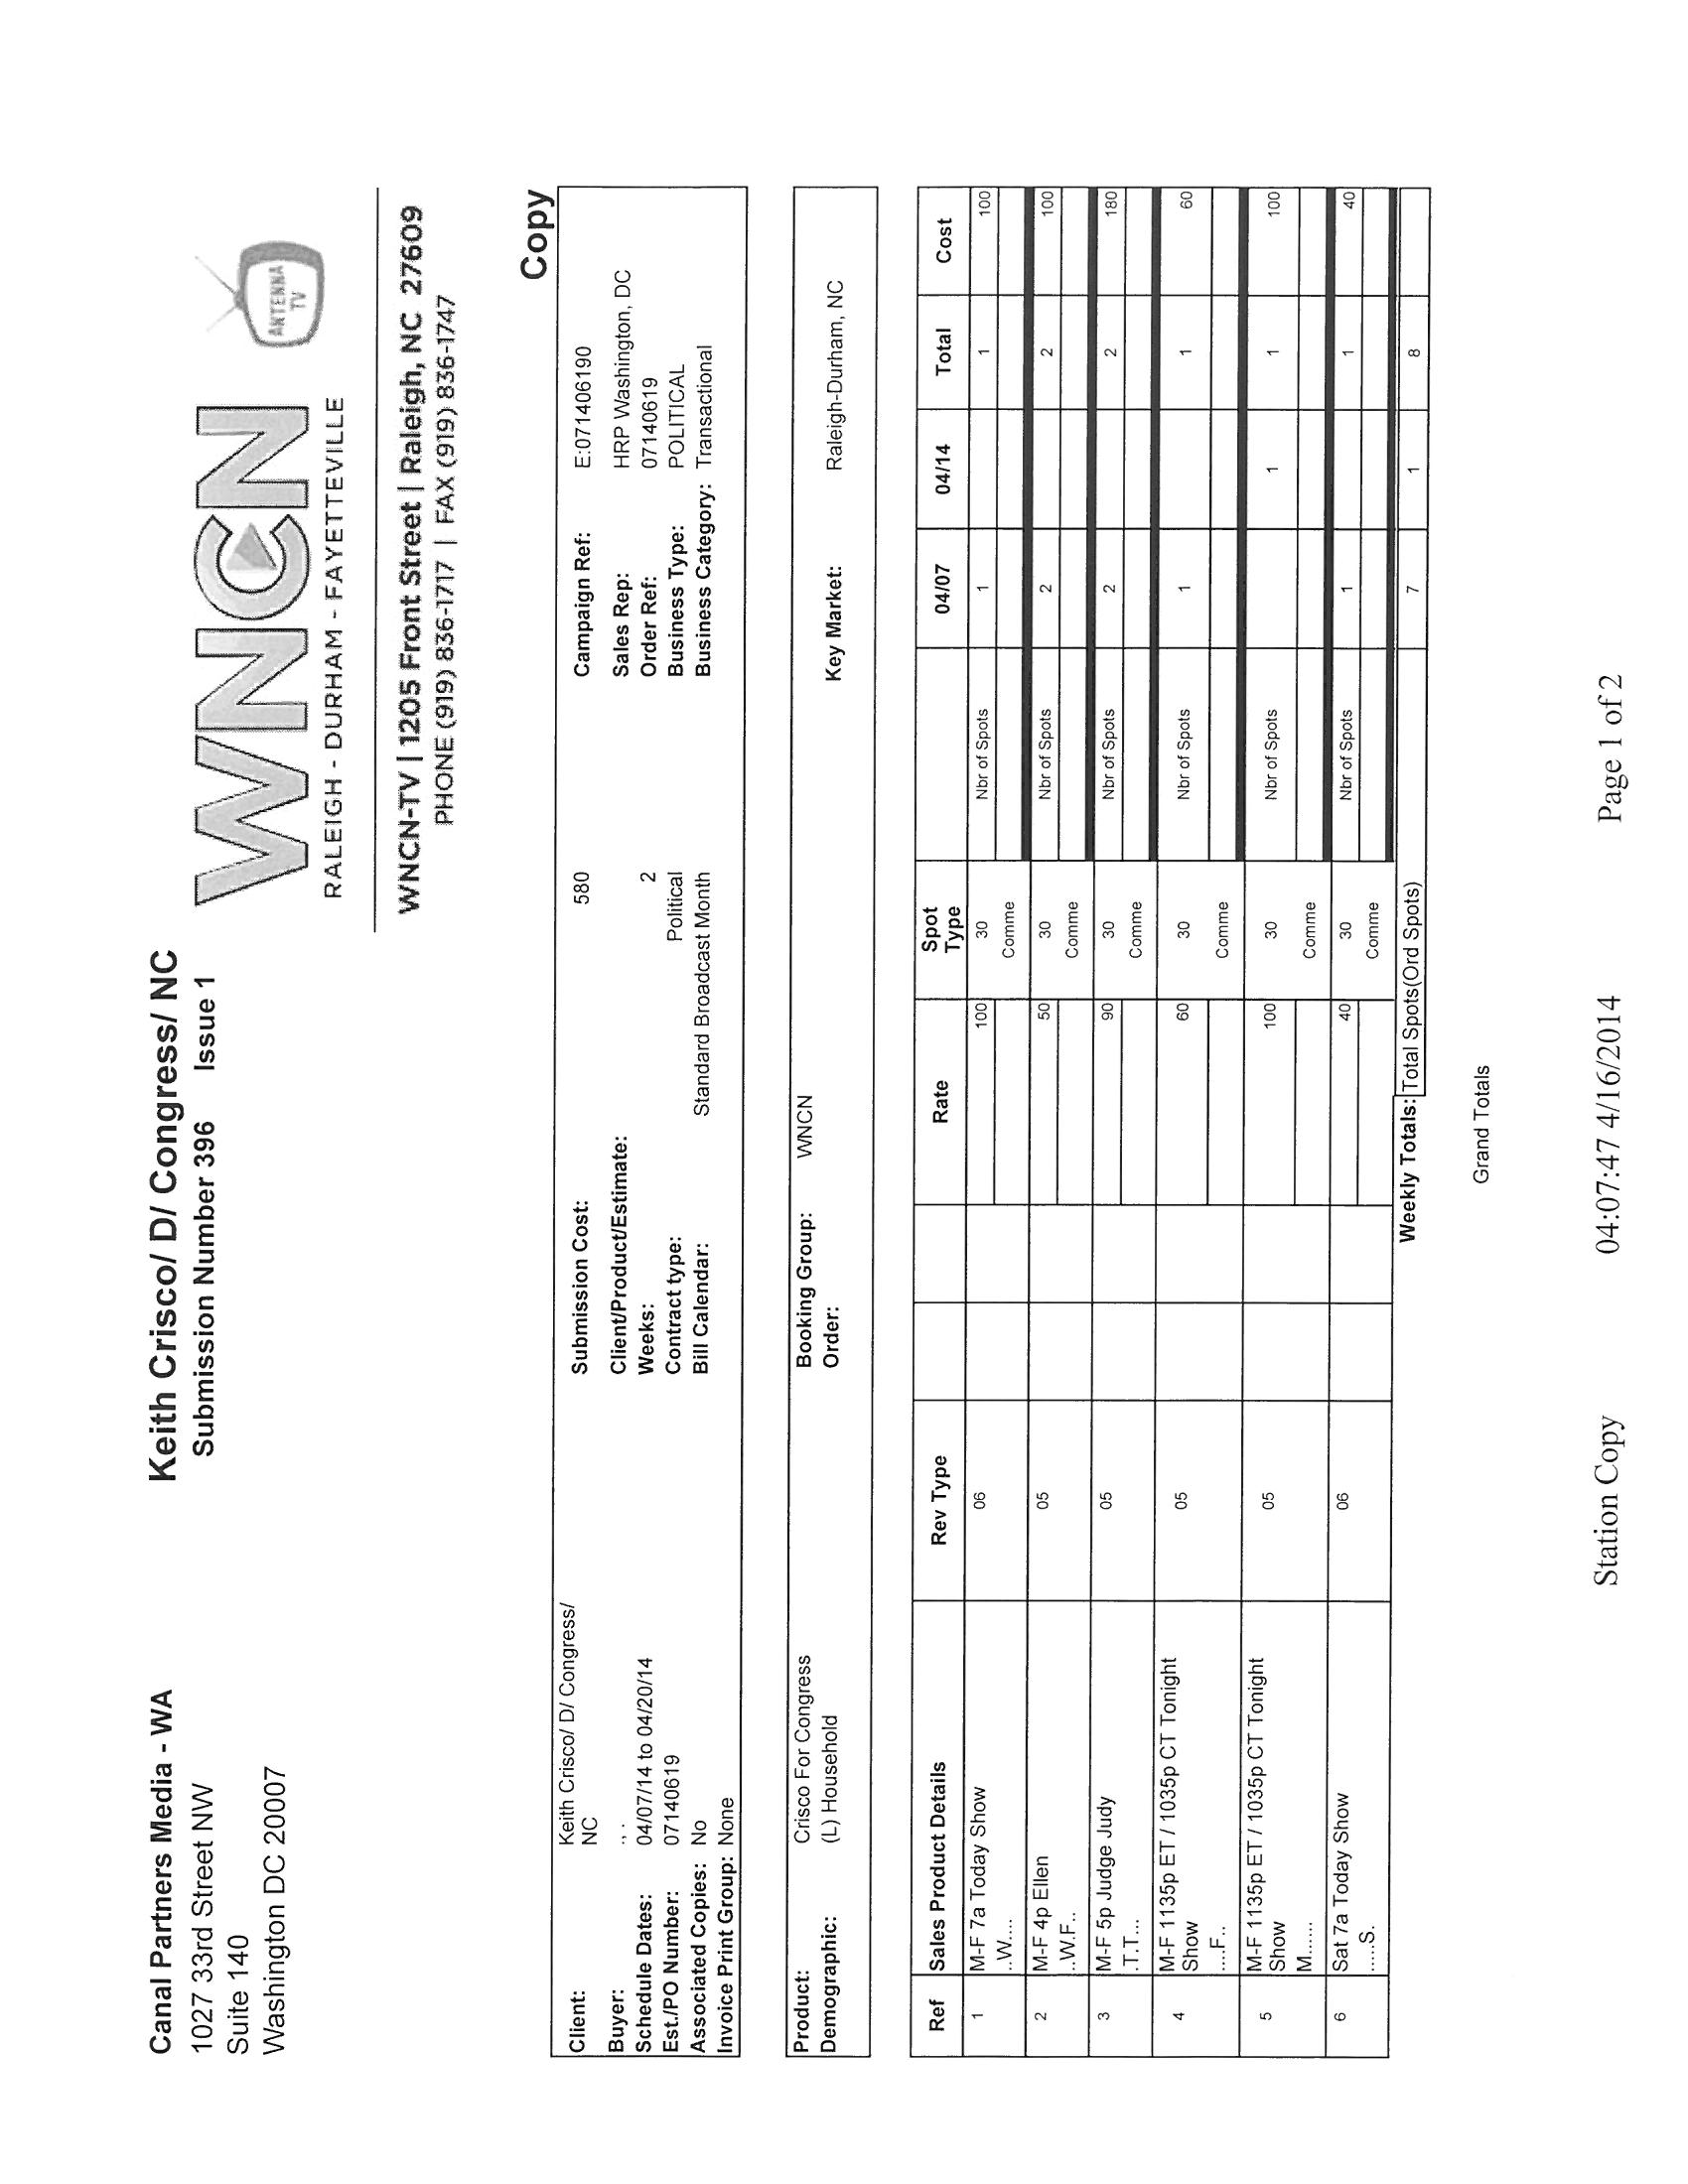 Canal Partners Media - WA
1027 33rd Street NW
Suite 140
Washington DC 20007
Keith Crisco/ D/ Congress/ NC
Submission Number 396 Issue 1
WNCN
RALEIGH - DURHAM - FAYETTEVILLE
ANTENNA
TV
WNCN-TV | 1205 Front Street | Raleigh, NC 27609
PHONE (919) 836-1717 | FAX (919) 836-1747
Copy
Client: Keith Crisco/ D/ Congress/ Submission Cost: 580 Campaign Ref: E:071406190
NC
Buyer: ., . Client/Product/Estimate: Sales Rep: HRP Washington, DC
Schedule Dates: 04/07/14 to 04/20/14 Weeks: 2 Order Ref: 07140619
Est./PO Number: 07140619 Contract type: Political Business Type: POLITICAL
Associated Copies: No Bill Calendar: Standard Broadcast Month Business Category: Transactional
Invoice Print Group: None
Product: Crisco For Congress Booking Group: WNCN
Demographic: (L) Household Order: Key Market: Raleigh-Durham, NC
Ref Sales Product Details Rev Type Rate Spot Type 04/07 04/14 Total Cost
1 M-F 7a Today Show 06 100 30 Nbr of Spots 1 1 100
..W.... Comme
2 M-F 4p Ellen 05 50 30 Nbr of Spots 2 2 100
..W.F.. Comme
3 M-F 5p Judge Judy 05 90 30 Nbr of Spots 2 2 180
.T.T... Comme
4 M-F 1135p ET / 1035p CT Tonight 05 60 30 Nbr of Spots 1 1 60
Show
....F.. Comme
5 M-F 1135p ET / 1035p CT Tonight 05 100 30 Nbr of Spots 1 1 100
Show
M...... Comme
6 Sat 7a Today Show 06 40 30 Nbr of Spots 1 1 40
.....S. Comme
Weekly Totals: Total Spots(Ord Spots) 7 1 8
Grand Totals
Station Copy 04:07:47 4/16/2014 Page 1 of 2